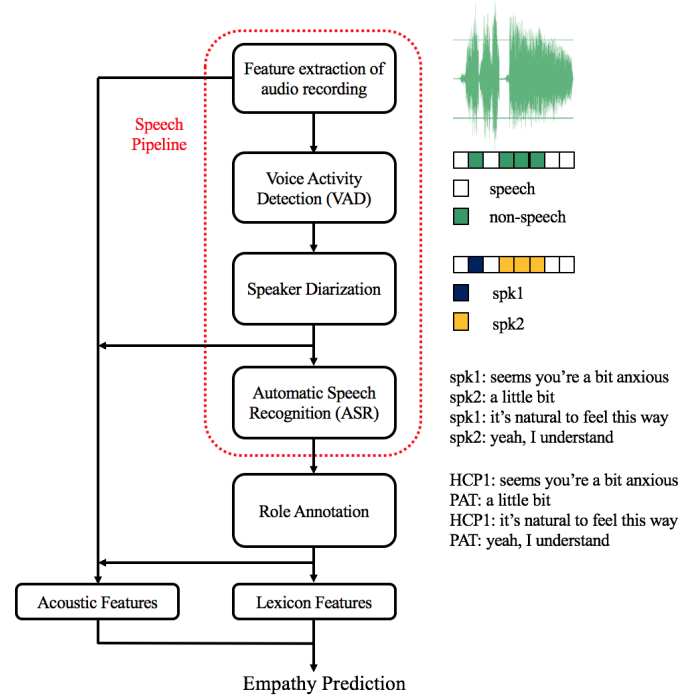 Feature extraction of
audio recording
Speech
Pipeline
Voice Activity
Detection (VAD)
speech
non-speech
Speaker Diarization
spk1
spk2
Automatic Speech
Recognition (ASR)
spk1: seems you’re a bit anxious
spk2: a little bit
spk1: it’s natural to feel this way
spk2: yeah, I understand
Role Annotation
HCP1: seems you’re a bit anxious
PAT: a little bit
HCP1: it’s natural to feel this way
PAT: yeah, I understand
Acoustic Features
Lexicon Features
Empathy Prediction